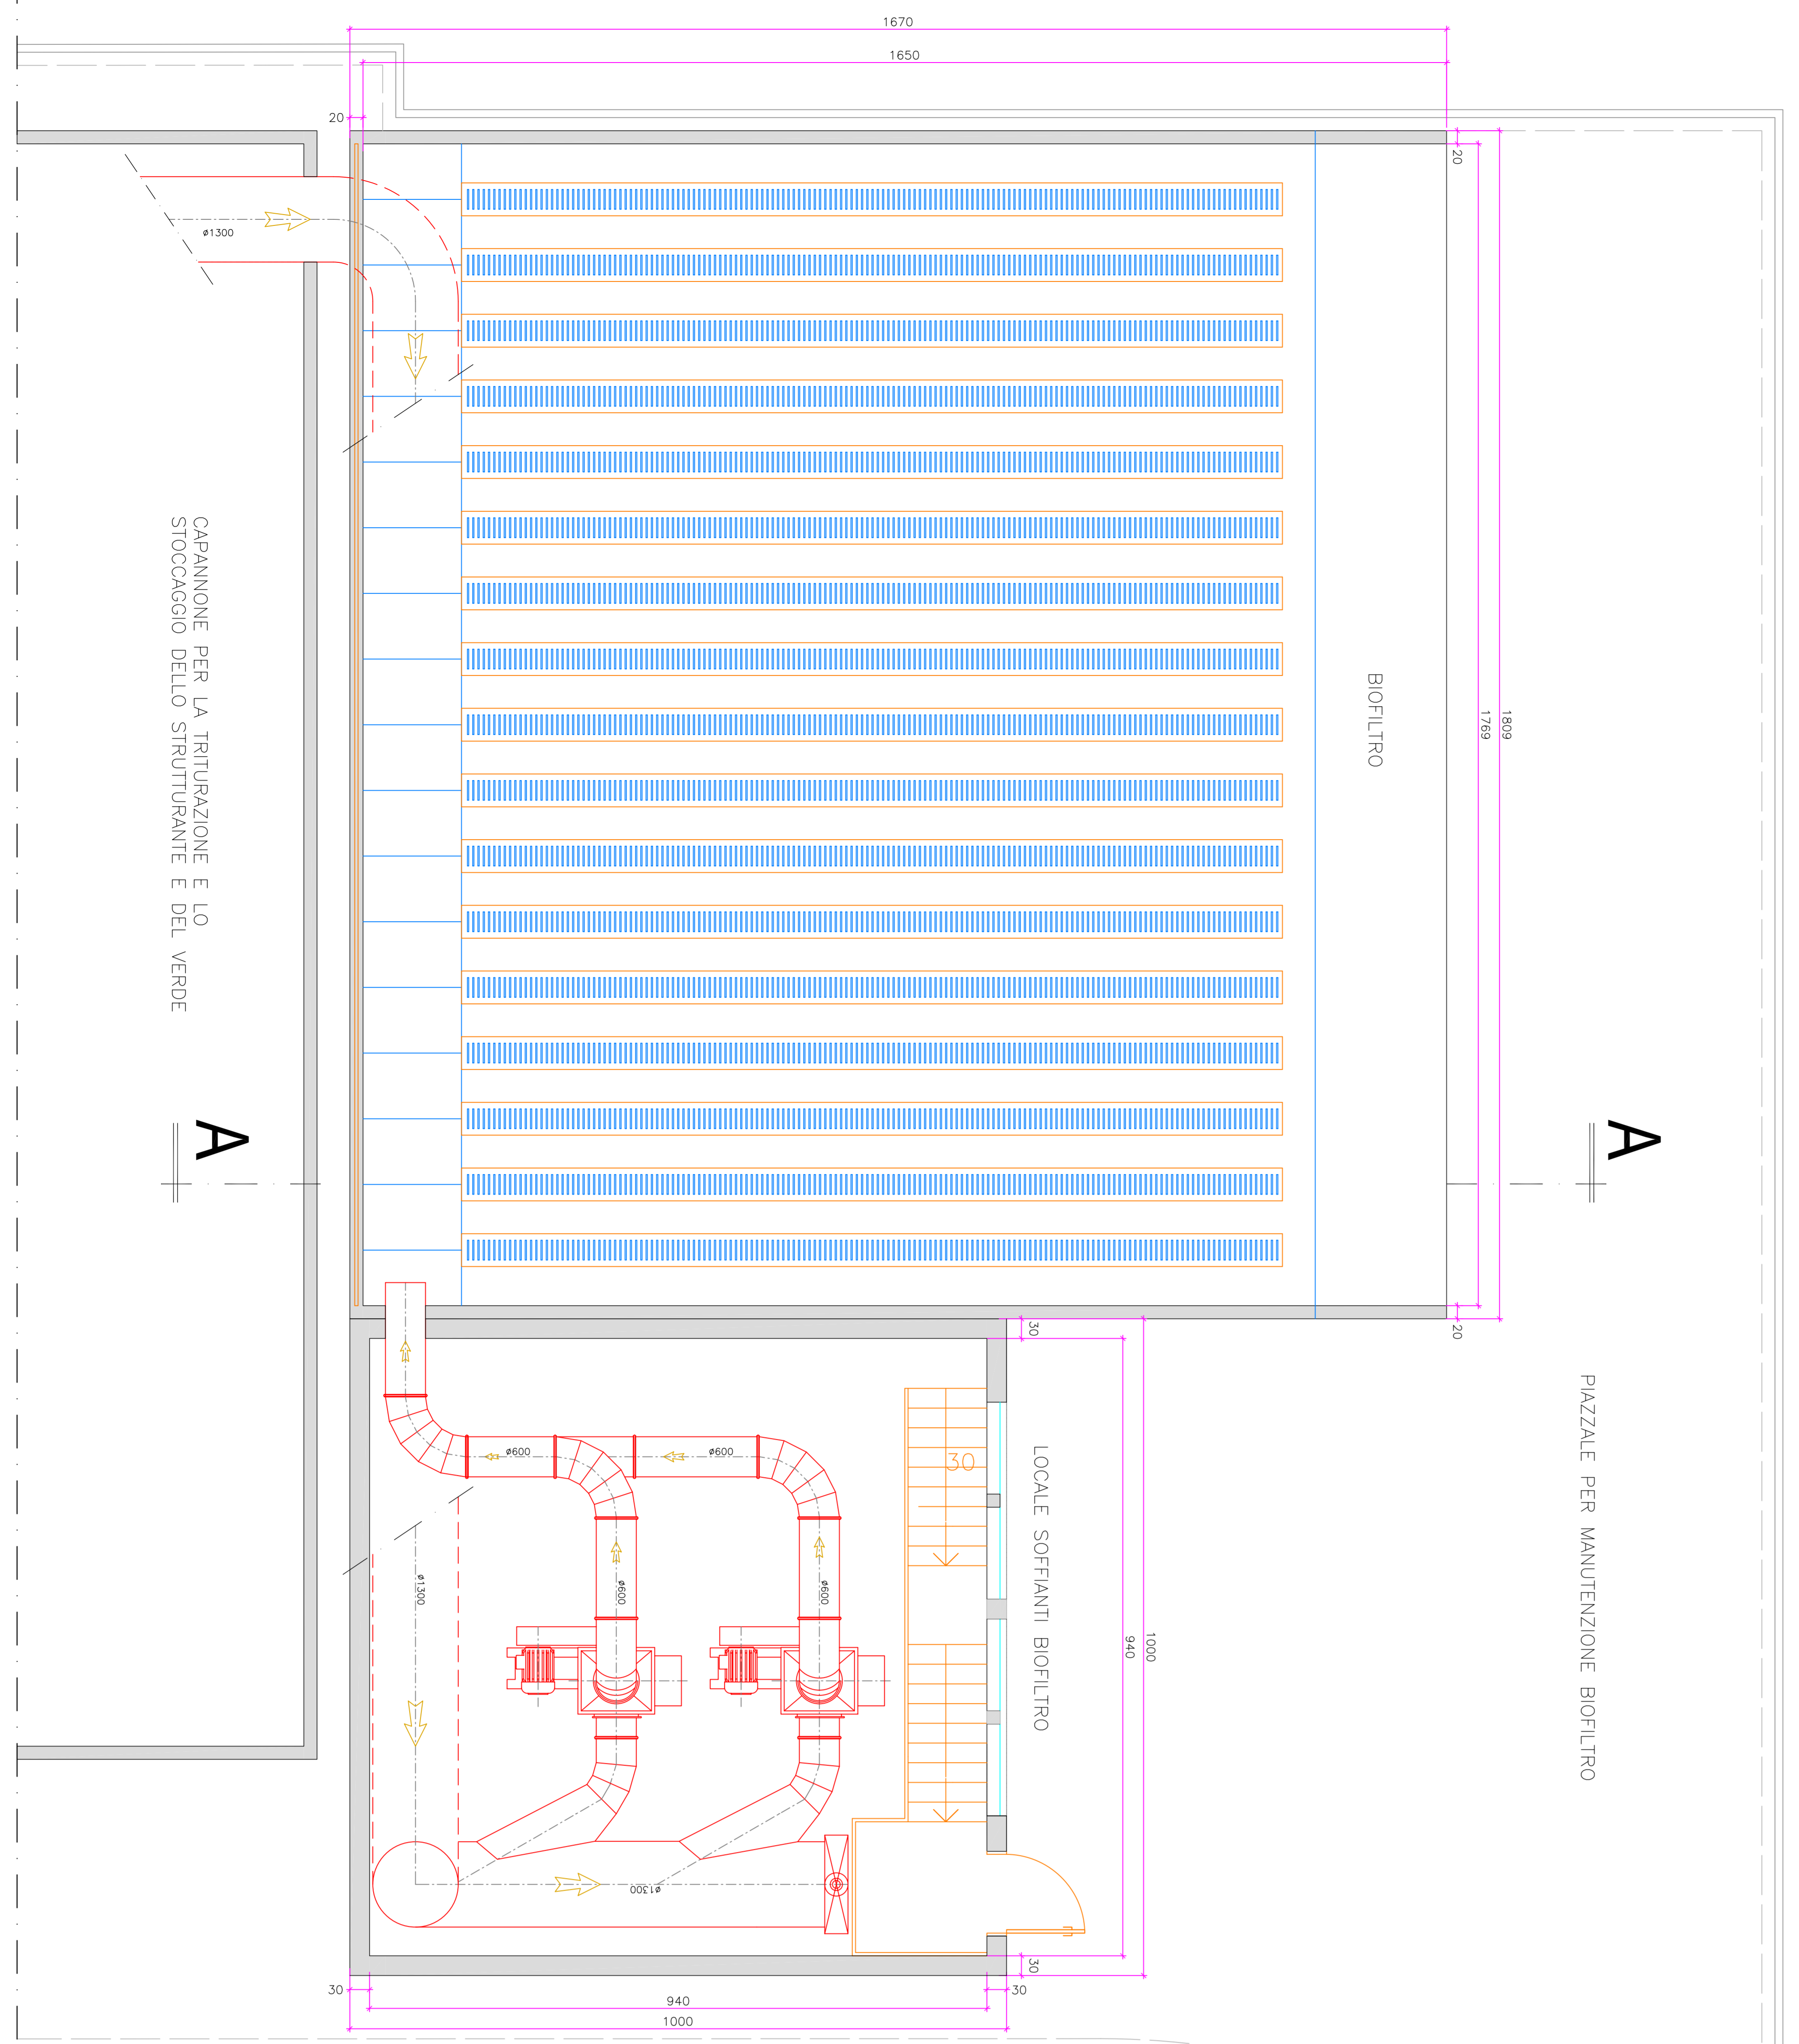 1670
1650
20
20
ø1300
CAPANNONE PER LA TRITURAZIONE E LO
STOCCAGGIO DELLO STRUTTURANTE E DEL VERDE
BIOFILTRO
1809
1769
A
A
20
30
PIAZZALE PER MANUTENZIONE BIOFILTRO
LOCALE SOFFIANTI BIOFILTRO
30
ø600
ø600
ø600
ø600
ø1300
ø1300
1000
940
30
30
30
940
1000